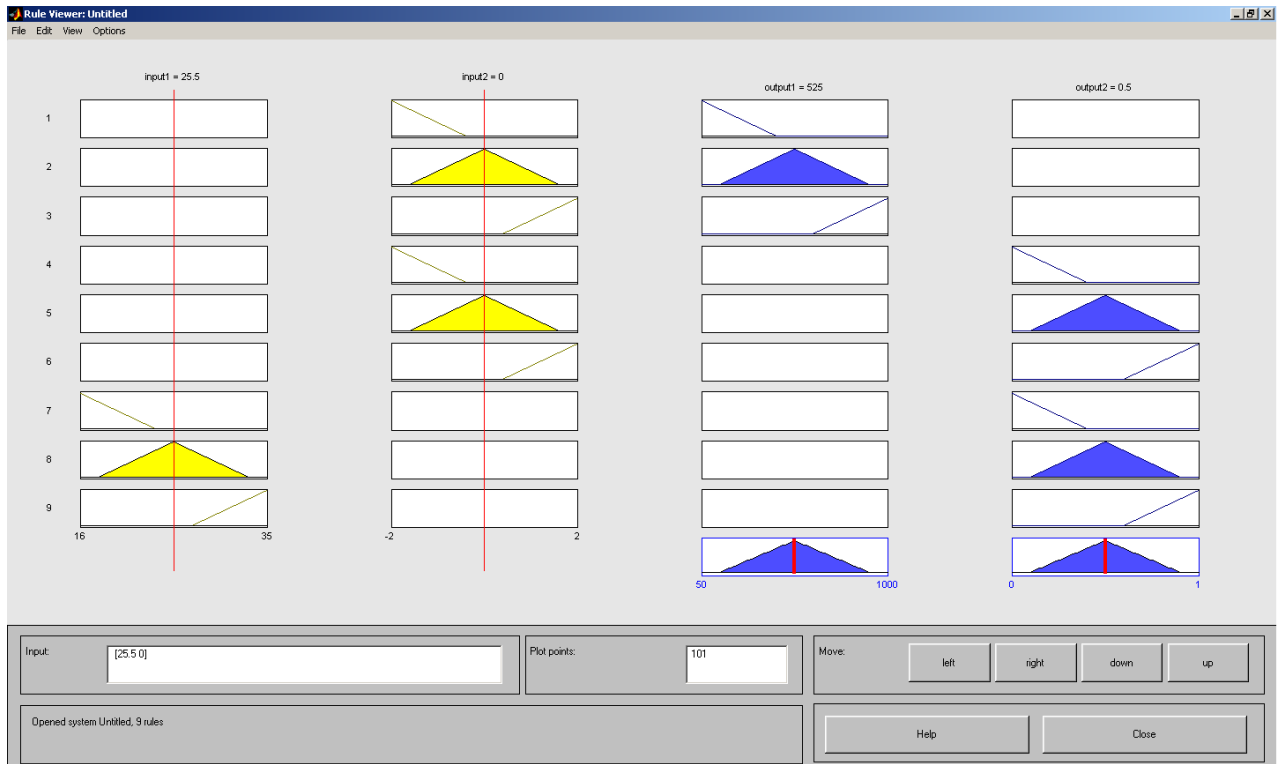 Rule Viewer: Untitled
File Edit View Options
input1 = 25.5
input2 = 0
output1 = 525
output2 = 0.5
1
2
3
4
5
6
7
8
9
16 35
-2 2
50 1000
0 1
Input:
[25.5 0]
Plot points:
101
Move:
left
right
down
up
Opened system Untitled, 9 rules
Help
Close